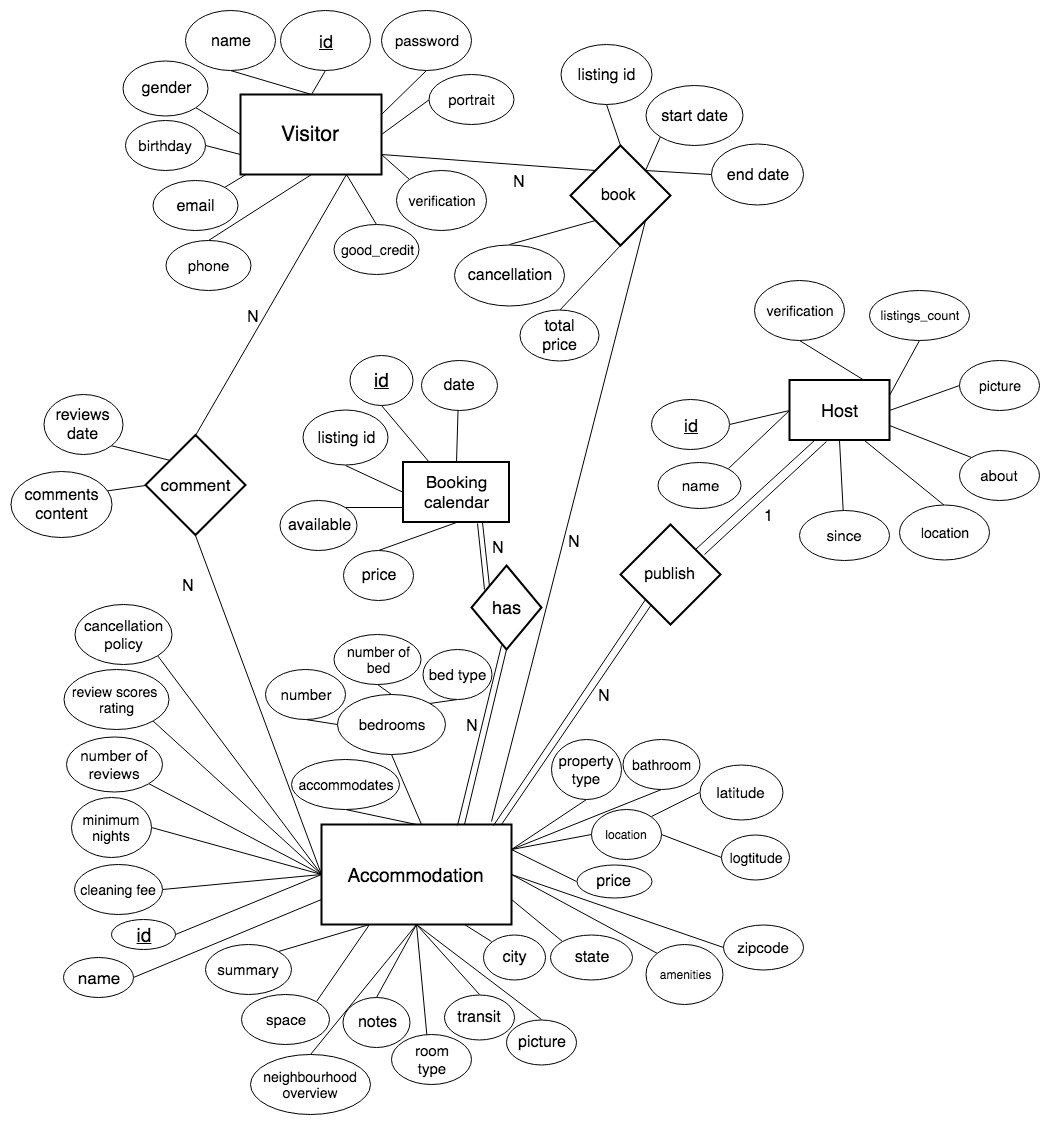 name
id
password
gender
portrait
Visitor
birthday
email
verification
phone
good_credit
N
listing id
start date
end date
book
cancellation
total
price
N
verification
listings_count
picture
id
Host
name
about
since
location
1
publish
N
id
date
listing id
Booking
calendar
available
price
N
has
N
N
reviews
date
comment
comments
content
N
cancellation
policy
review scores
rating
number of
reviews
minimum
nights
cleaning fee
id
name
number of
bed
bed type
number
bedrooms
accommodates
property
type
bathroom
latitude
location
logtitude
price
Accommodation
zipcode
amenities
state
city
summary
space
notes
transit
picture
room
type
neighbourhood
overview